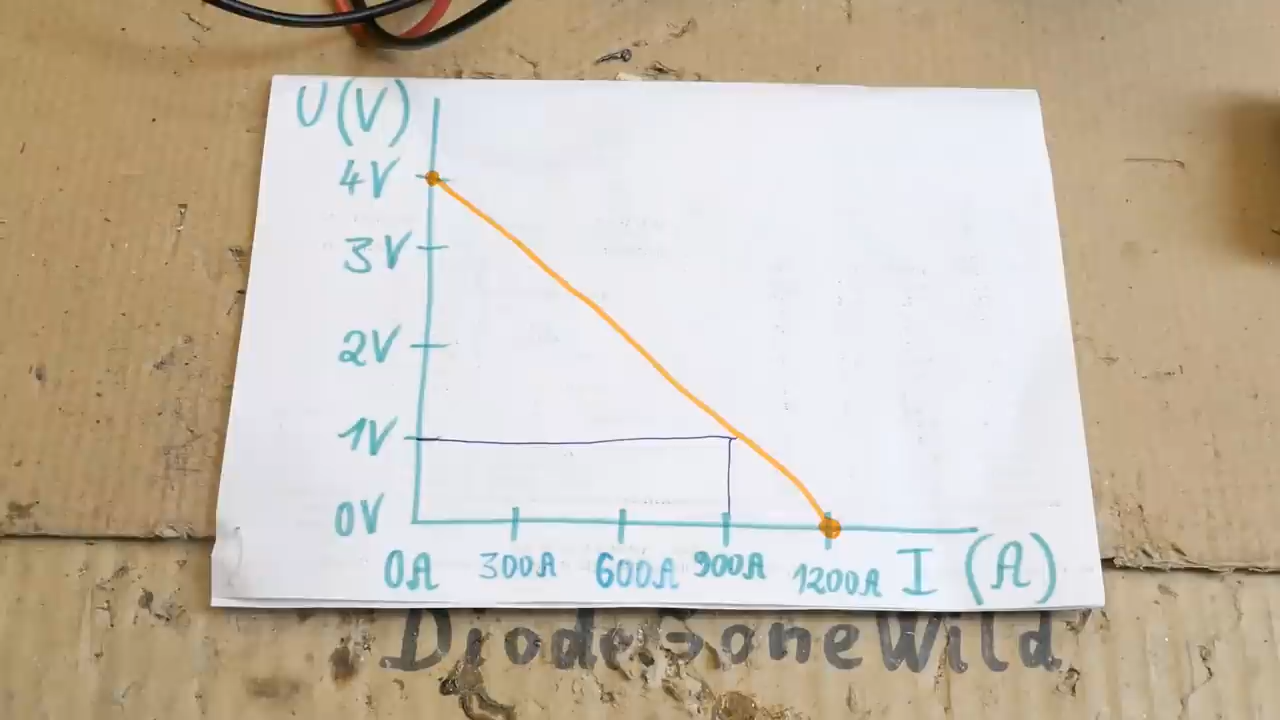 U(V)
4V
3V
2V
1V
0V
0A 300A 600A 900A 1200A I (A)
DiodeGoneWild